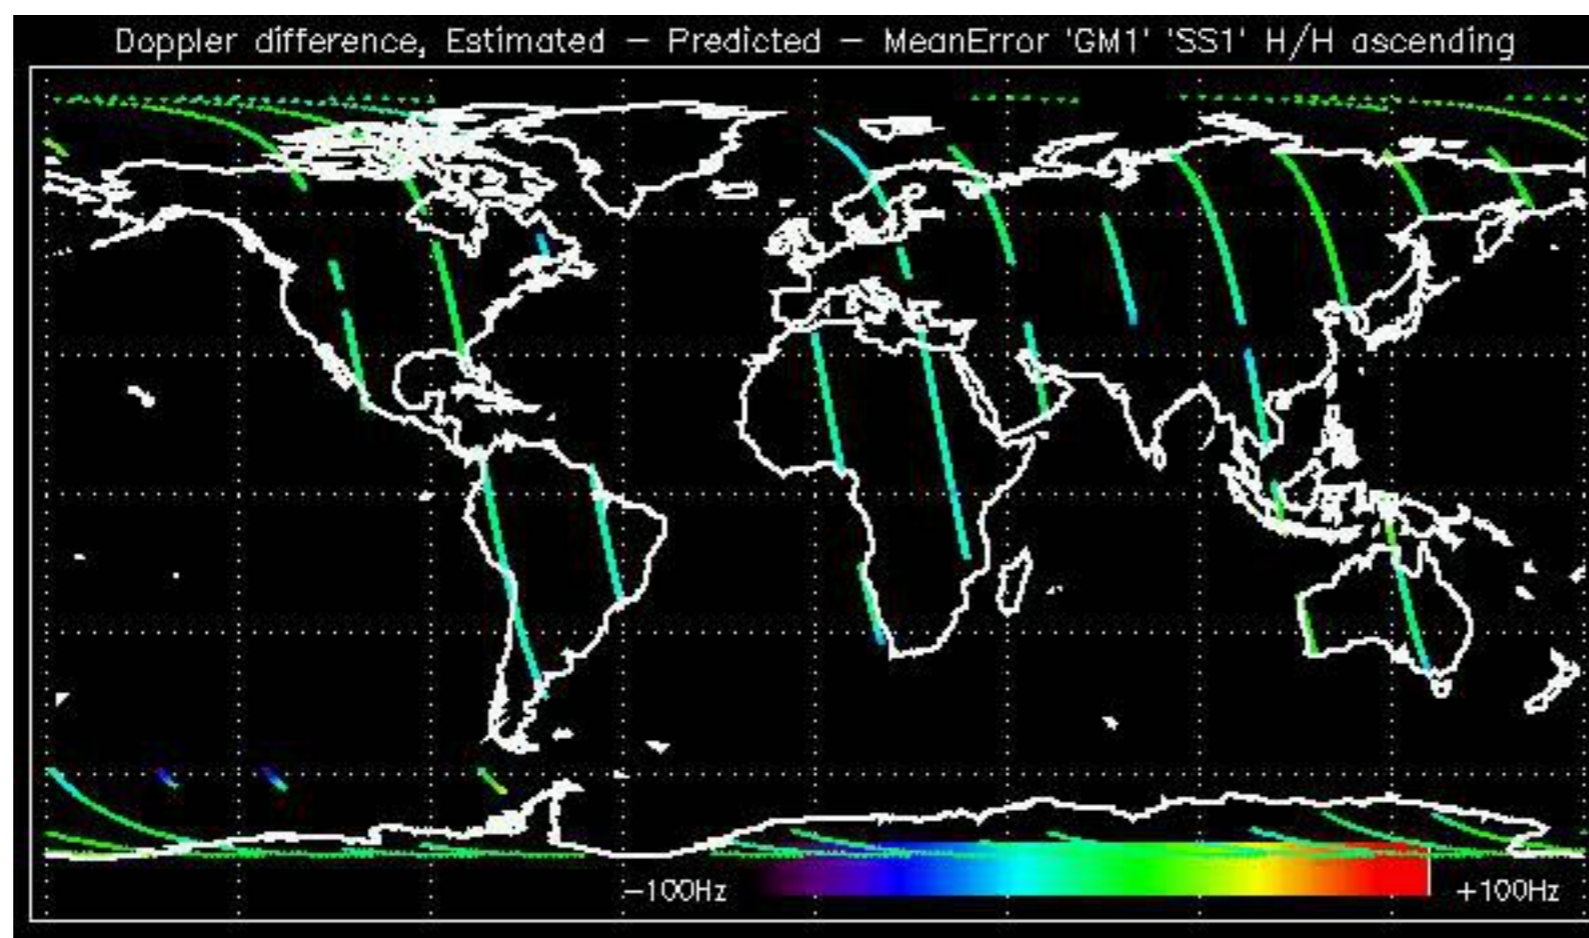 Doppler difference, Estimated - Predicted - MeanError 'GM1' 'SS1' H/H ascending
-100Hz +100Hz